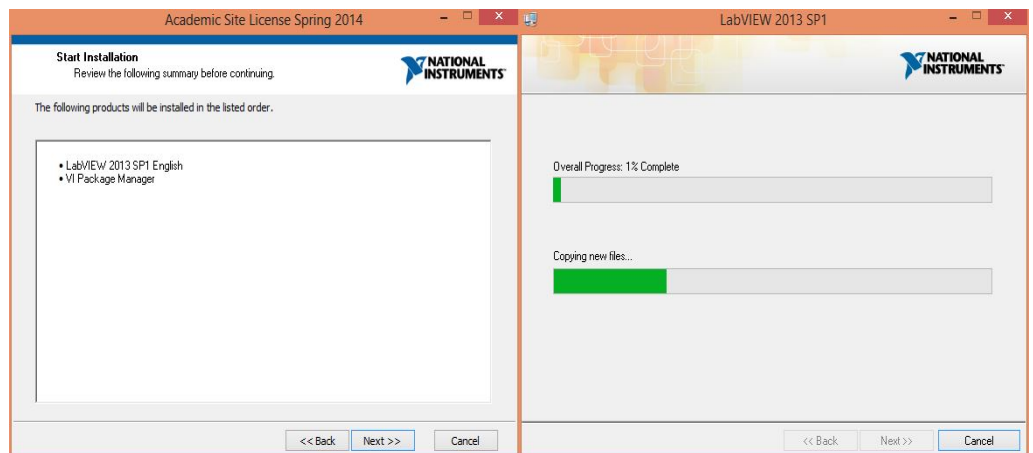 Academic Site License Spring 2014
Start Installation
Review the following summary before continuing.
NATIONAL
INSTRUMENTS
The following products will be installed in the listed order.
• LabVIEW 2013 SP1 English
• VI Package Manager
<< Back
Next >>
Cancel
LabVIEW 2013 SP1
NATIONAL
INSTRUMENTS
Overall Progress: 1% Complete
Copying new files...
<< Back
Next >>
Cancel